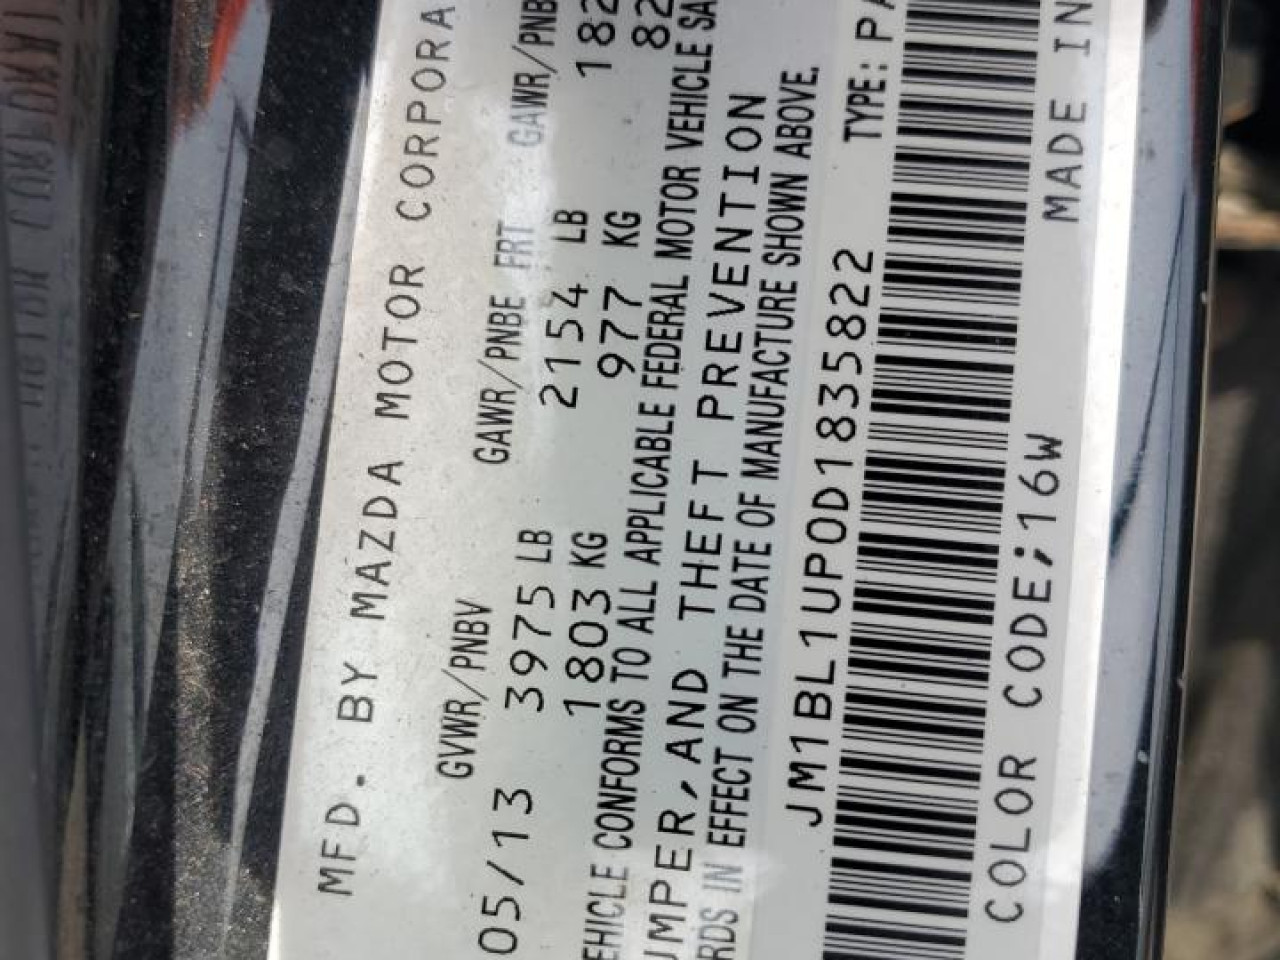 MFD. BY MAZDA MOTOR CORPORA
GVWR/PNBV GAWR/PNBE FRT GAWR/PNB
05/13 3975 LB 2154 LB 182
1803 KG 977 KG 82
EHICLE CONFORMS TO ALL APPLICABLE FEDERAL MOTOR VEHICLE SA
UMPER, AND THEFT PREVENTION
RDS IN EFFECT ON THE DATE OF MANUFACTURE SHOWN ABOVE.
JM1BL1UP0D1835822 TYPE: PA
COLOR CODE;16W MADE IN